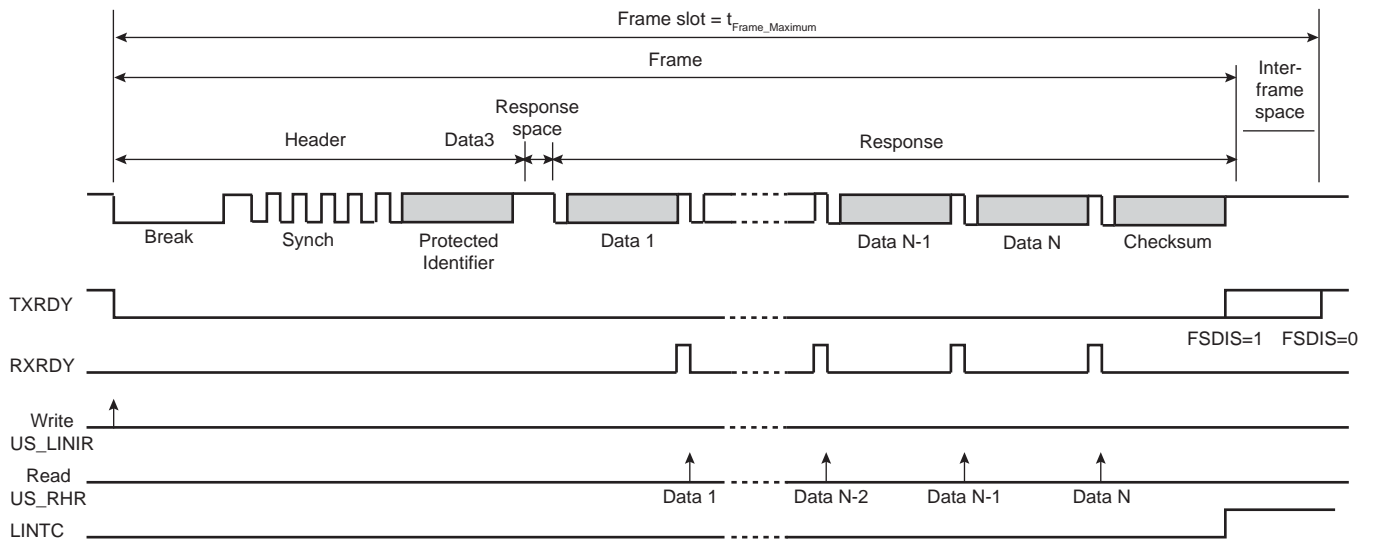 Frame slot = tFrame_Maximum
Frame
Inter-
frame
space
Response
space
Header
Data3
Response
Break
Synch
Protected
Identifier
Data 1
Data N-1
Data N
Checksum
TXRDY
FSDIS=1
FSDIS=0
RXRDY
Write
US_LINIR
Read
US_RHR
Data 1
Data N-2
Data N-1
Data N
LINTC